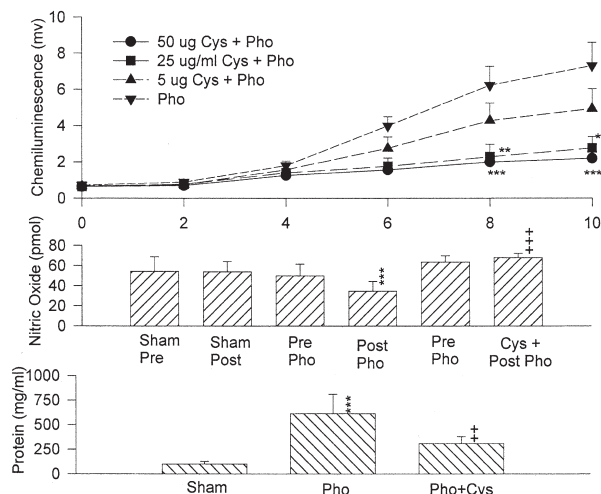 10
8
6
4
2
0
Chemiluminescence (mv)
50 ug Cys + Pho
25 ug/ml Cys + Pho
5 ug Cys + Pho
Pho
**
***
*
***
0 2 4 6 8 10
80
60
40
20
0
Nitric Oxide (pmol)
***
+++
Sham Pre
Sham Post
Pre Pho
Post Pho
Pre Pho
Cys + Post Pho
1000
750
500
250
0
Protein (mg/ml)
***
++
Sham Pho Pho+Cys